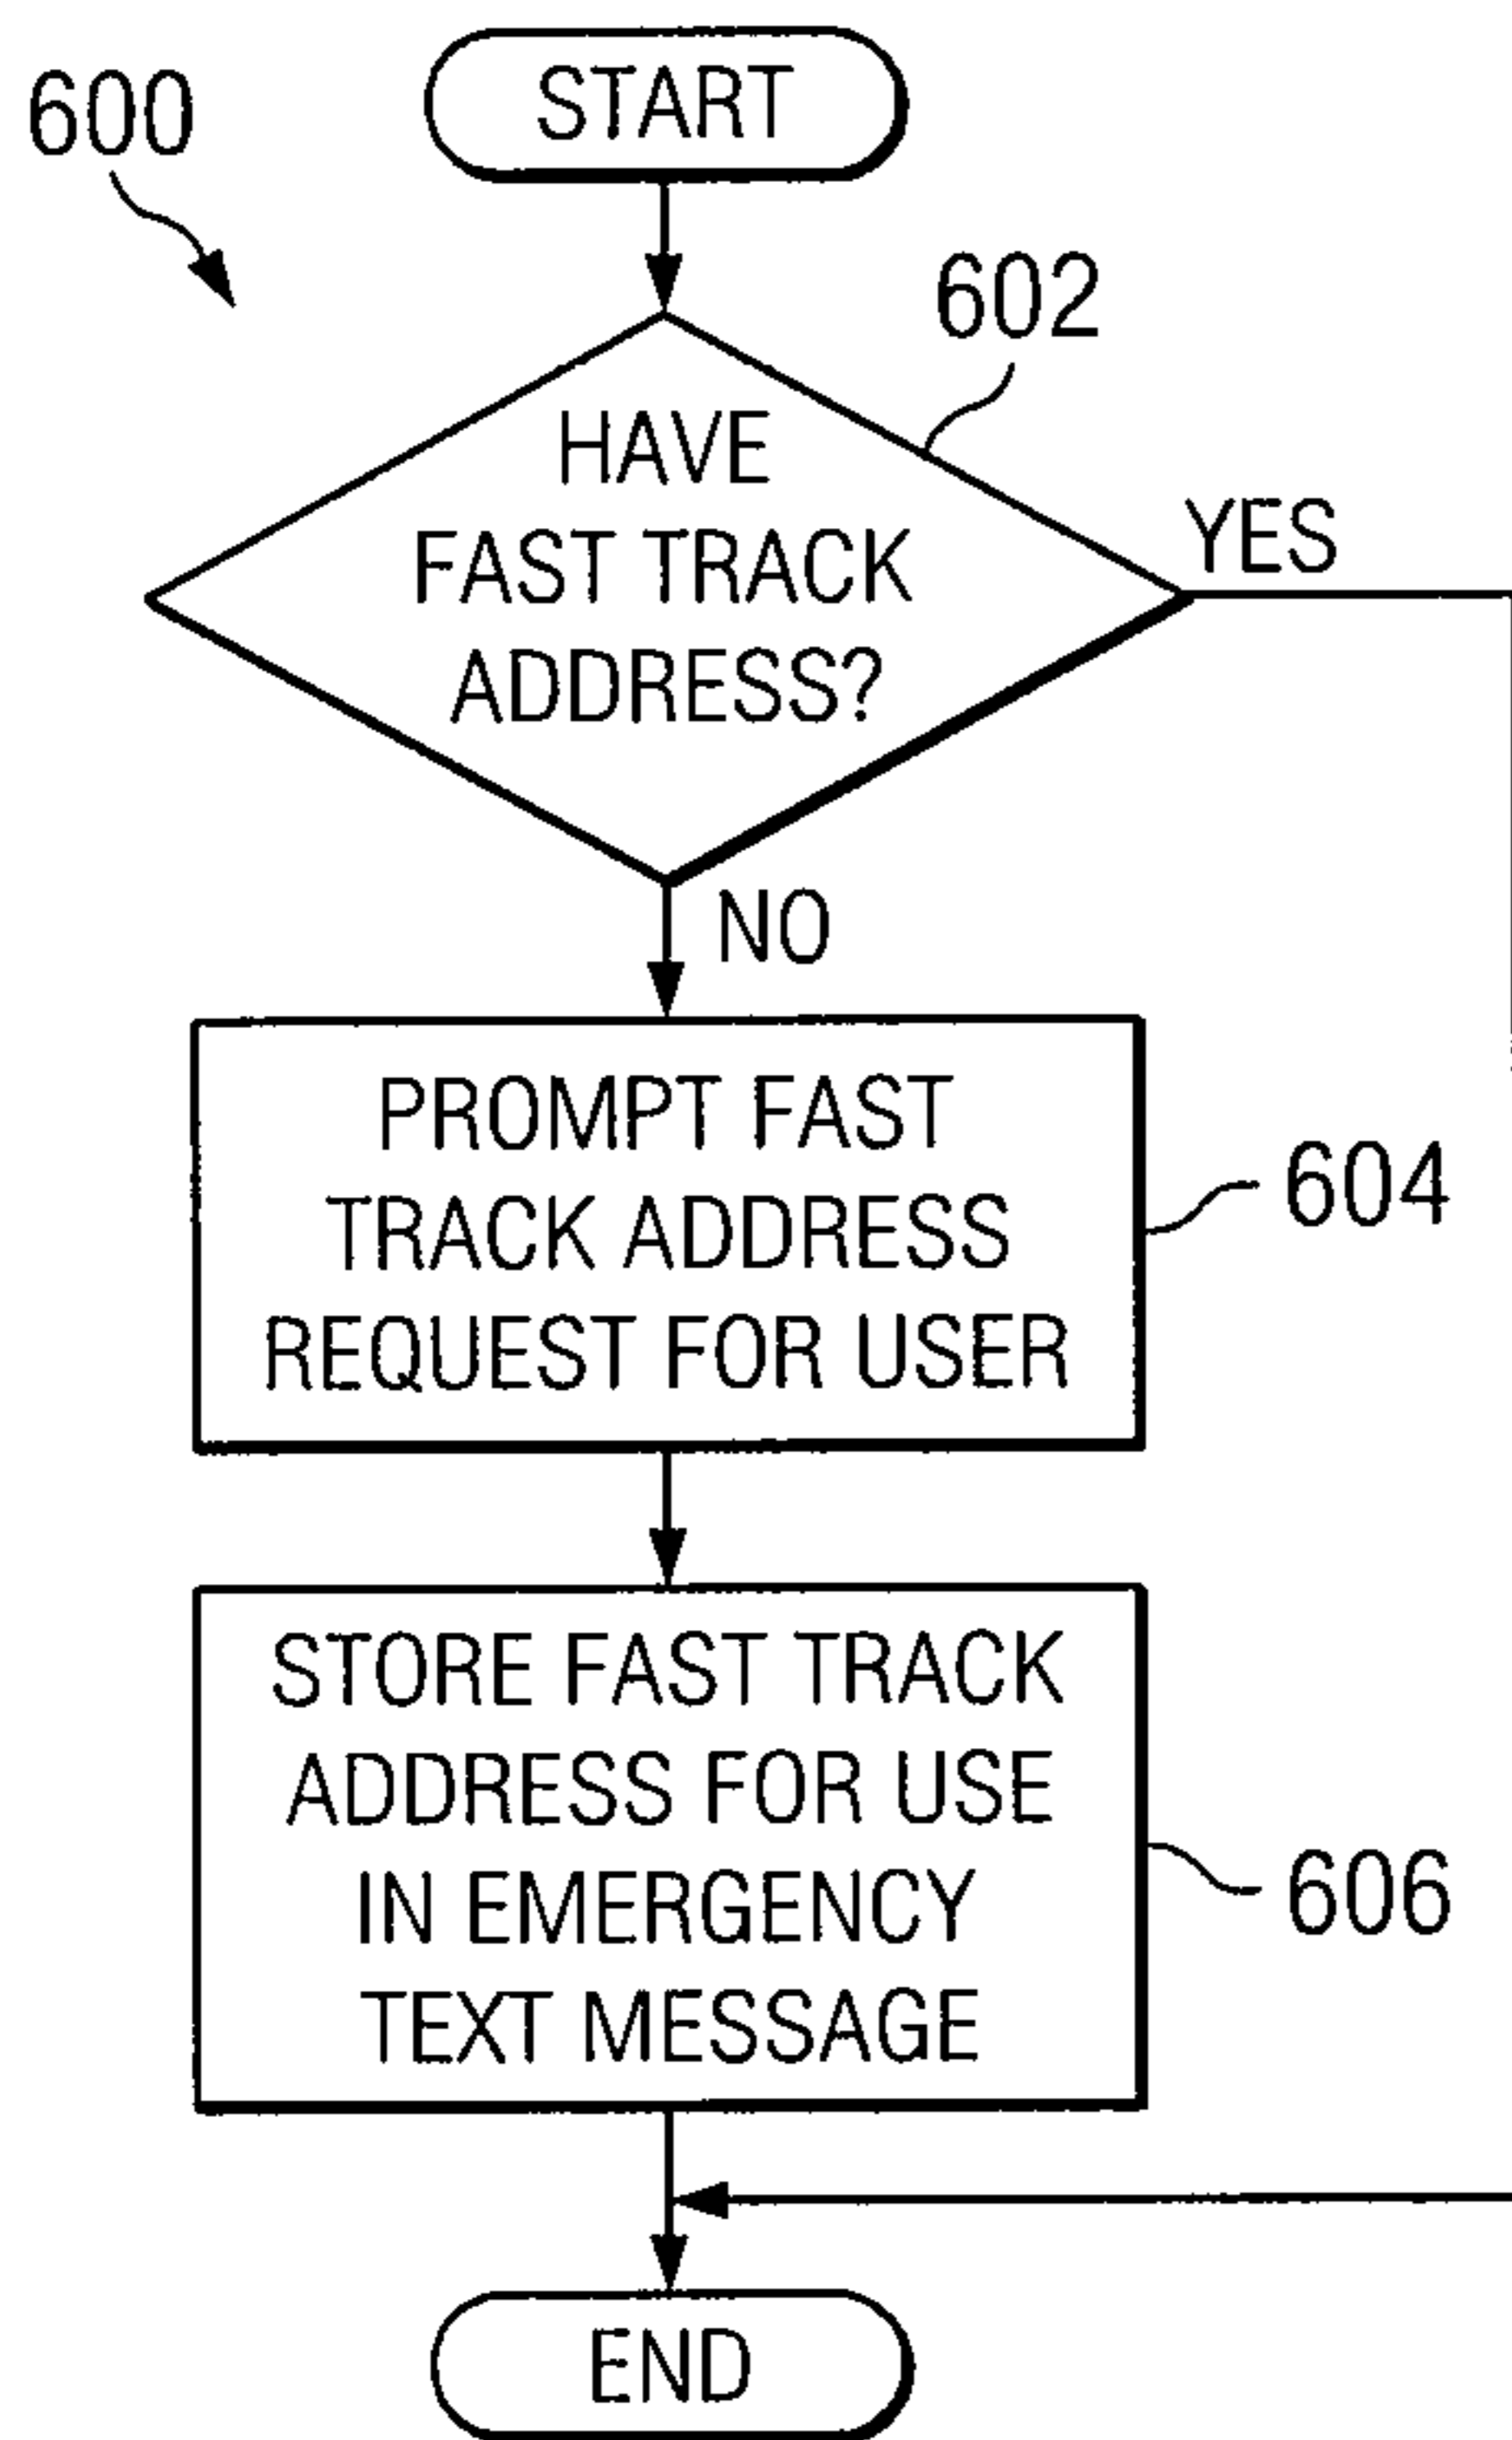 600
START
602
HAVE
FAST TRACK
ADDRESS?
YES
NO
PROMPT FAST
TRACK ADDRESS
REQUEST FOR USER
604
STORE FAST TRACK
ADDRESS FOR USE
IN EMERGENCY
TEXT MESSAGE
606
END